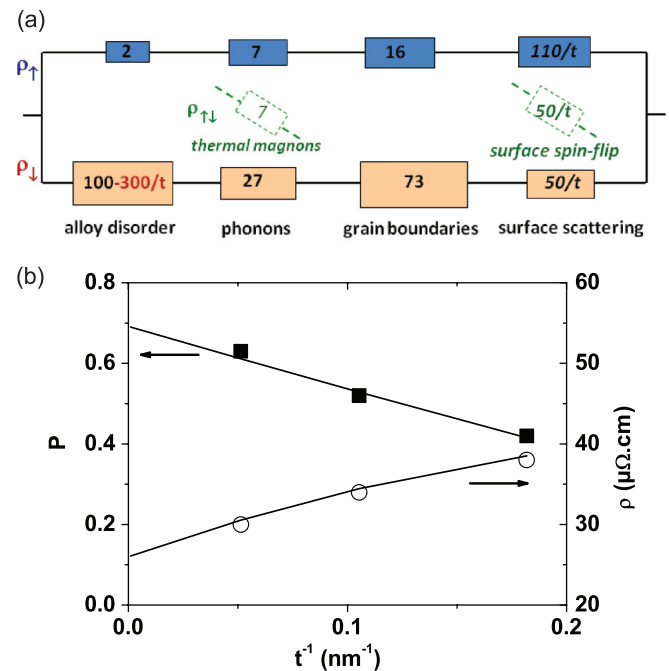 (a)
2 7 16 110/t
ρ↑
ρ↑↓ 7 50/t
thermal magnons surface spin-flip
ρ↓
100-300/t 27 73 50/t
alloy disorder phonons grain boundaries surface scattering
(b)
0.8 60
0.6 50
P 0.4 40 ρ (μΩ.cm)
0.2 30
0.0 20
0.0 0.1 0.2
t⁻¹ (nm⁻¹)